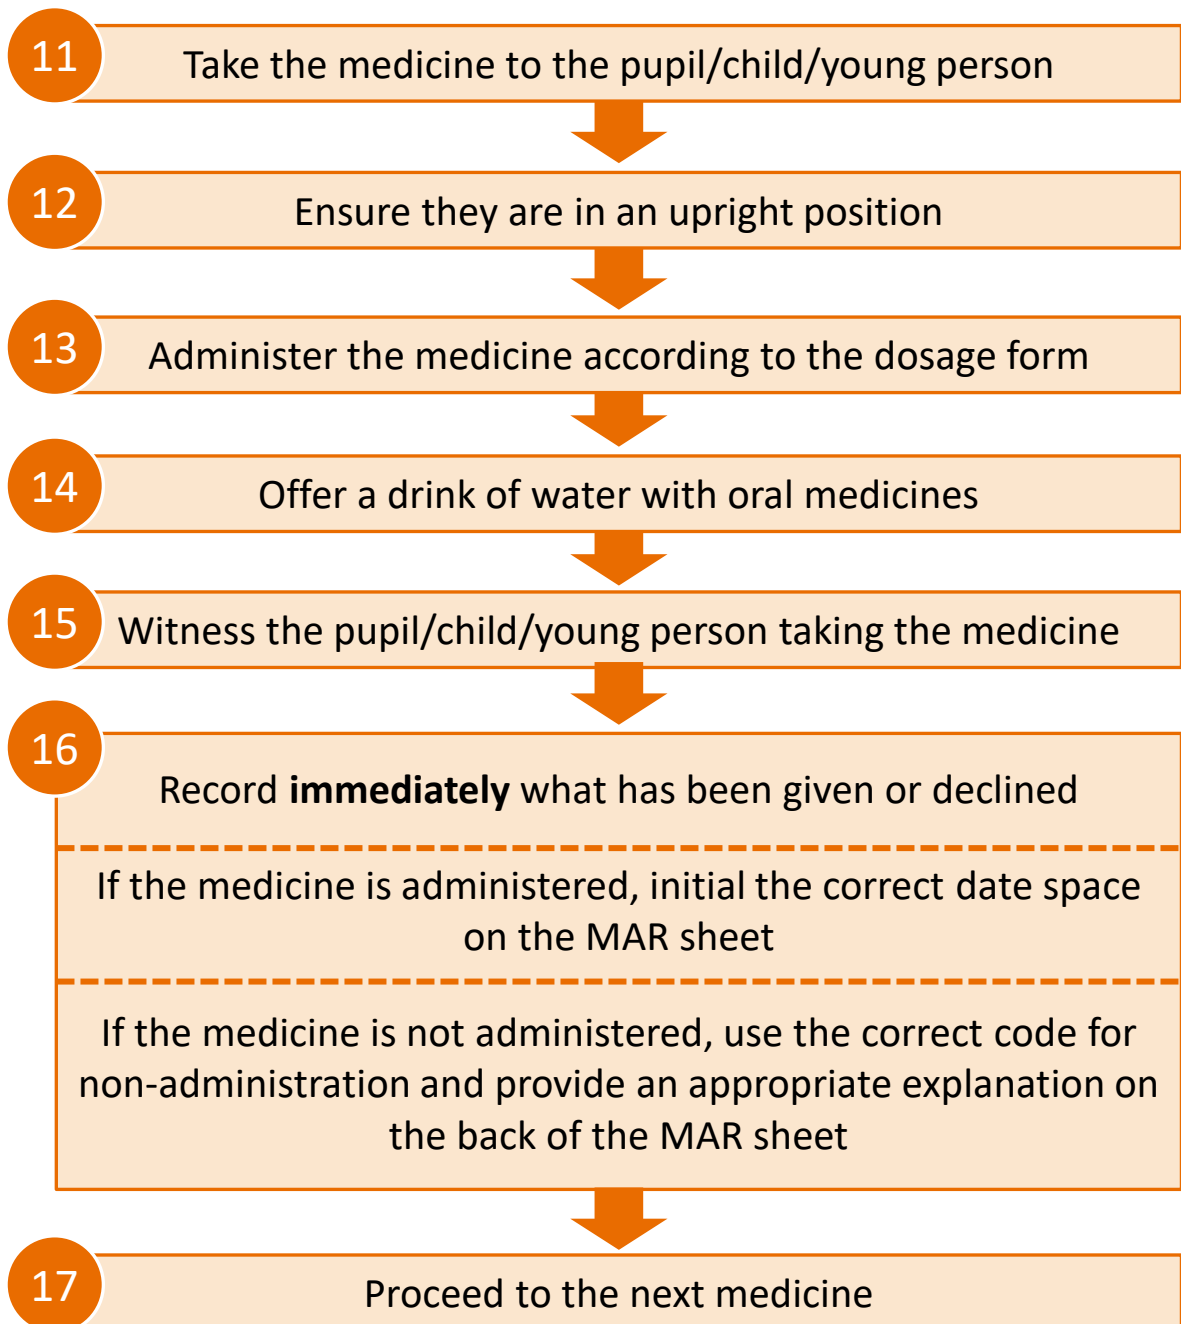 11
Take the medicine to the pupil/child/young person
12
Ensure they are in an upright position
13
Administer the medicine according to the dosage form
14
Offer a drink of water with oral medicines
15
Witness the pupil/child/young person taking the medicine
16
Record immediately what has been given or declined
If the medicine is administered, initial the correct date space
on the MAR sheet
If the medicine is not administered, use the correct code for
non-administration and provide an appropriate explanation on
the back of the MAR sheet
17
Proceed to the next medicine